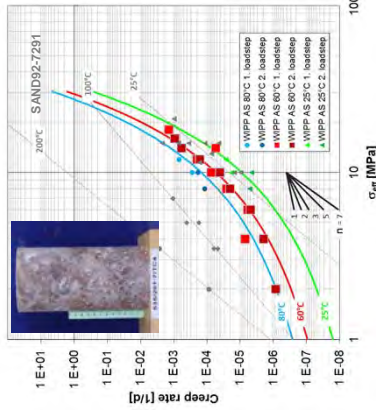 SAND92-7291
200°C
100°C
25°C
WIPP AS 80°C 1. loadstep
WIPP AS 80°C 2. loadstep
WIPP AS 60°C 1. loadstep
WIPP AS 60°C 2. loadstep
WIPP AS 25°C 1. loadstep
WIPP AS 25°C 2. loadstep
80°C
60°C
25°C
n = 7
5
3
2
1
Creep rate [1/d]
1 E+01
1 E+00
1 E-01
1 E-02
1 E-03
1 E-04
1 E-05
1 E-06
1 E-07
1 E-08
1
10
100
σeff [MPa]